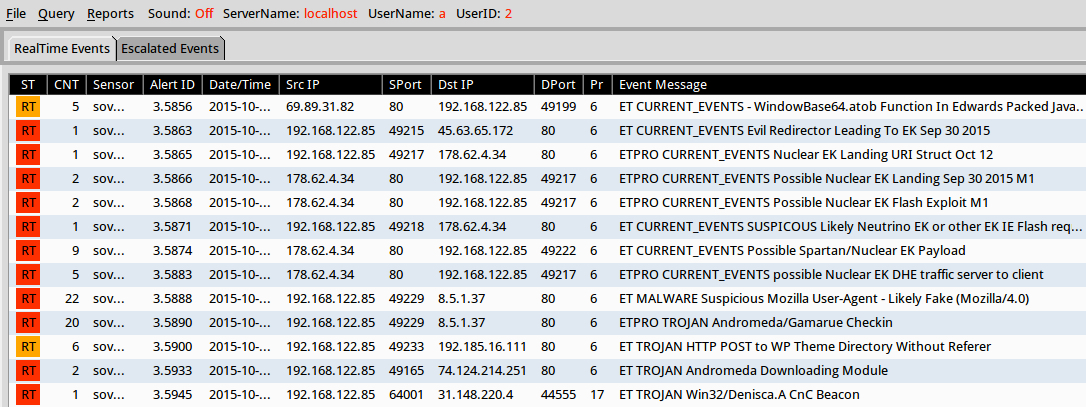 File Query Reports Sound: Off ServerName: localhost UserName: a UserID: 2
RealTime Events Escalated Events
ST CNT Sensor Alert ID Date/Time Src IP SPort Dst IP DPort Pr Event Message
RT 5 sov... 3.5856 2015-10-... 69.89.31.82 80 192.168.122.85 49199 6 ET CURRENT_EVENTS - WindowBase64.atob Function In Edwards Packed Java...
RT 1 sov... 3.5863 2015-10-... 192.168.122.85 49215 45.63.65.172 80 6 ET CURRENT_EVENTS Evil Redirector Leading To EK Sep 30 2015
RT 1 sov... 3.5865 2015-10-... 192.168.122.85 49217 178.62.4.34 80 6 ETPRO CURRENT_EVENTS Nuclear EK Landing URI Struct Oct 12
RT 2 sov... 3.5866 2015-10-... 178.62.4.34 80 192.168.122.85 49217 6 ETPRO CURRENT_EVENTS Possible Nuclear EK Landing Sep 30 2015 M1
RT 2 sov... 3.5868 2015-10-... 178.62.4.34 80 192.168.122.85 49217 6 ETPRO CURRENT_EVENTS Possible Nuclear EK Flash Exploit M1
RT 1 sov... 3.5871 2015-10-... 192.168.122.85 49218 178.62.4.34 80 6 ET CURRENT_EVENTS SUSPICOUS Likely Neutrino EK or other EK IE Flash req...
RT 9 sov... 3.5874 2015-10-... 178.62.4.34 80 192.168.122.85 49222 6 ET CURRENT_EVENTS Possible Spartan/Nuclear EK Payload
RT 5 sov... 3.5883 2015-10-... 178.62.4.34 80 192.168.122.85 49217 6 ETPRO CURRENT_EVENTS possible Nuclear EK DHE traffic server to client
RT 22 sov... 3.5888 2015-10-... 192.168.122.85 49229 8.5.1.37 80 6 ET MALWARE Suspicious Mozilla User-Agent - Likely Fake (Mozilla/4.0)
RT 20 sov... 3.5890 2015-10-... 192.168.122.85 49229 8.5.1.37 80 6 ETPRO TROJAN Andromeda/Gamarue Checkin
RT 6 sov... 3.5900 2015-10-... 192.168.122.85 49233 192.185.16.111 80 6 ET TROJAN HTTP POST to WP Theme Directory Without Referer
RT 2 sov... 3.5933 2015-10-... 192.168.122.85 49165 74.124.214.251 80 6 ET TROJAN Andromeda Downloading Module
RT 1 sov... 3.5945 2015-10-... 192.168.122.85 64001 31.148.220.4 44555 17 ET TROJAN Win32/Denisca.A CnC Beacon